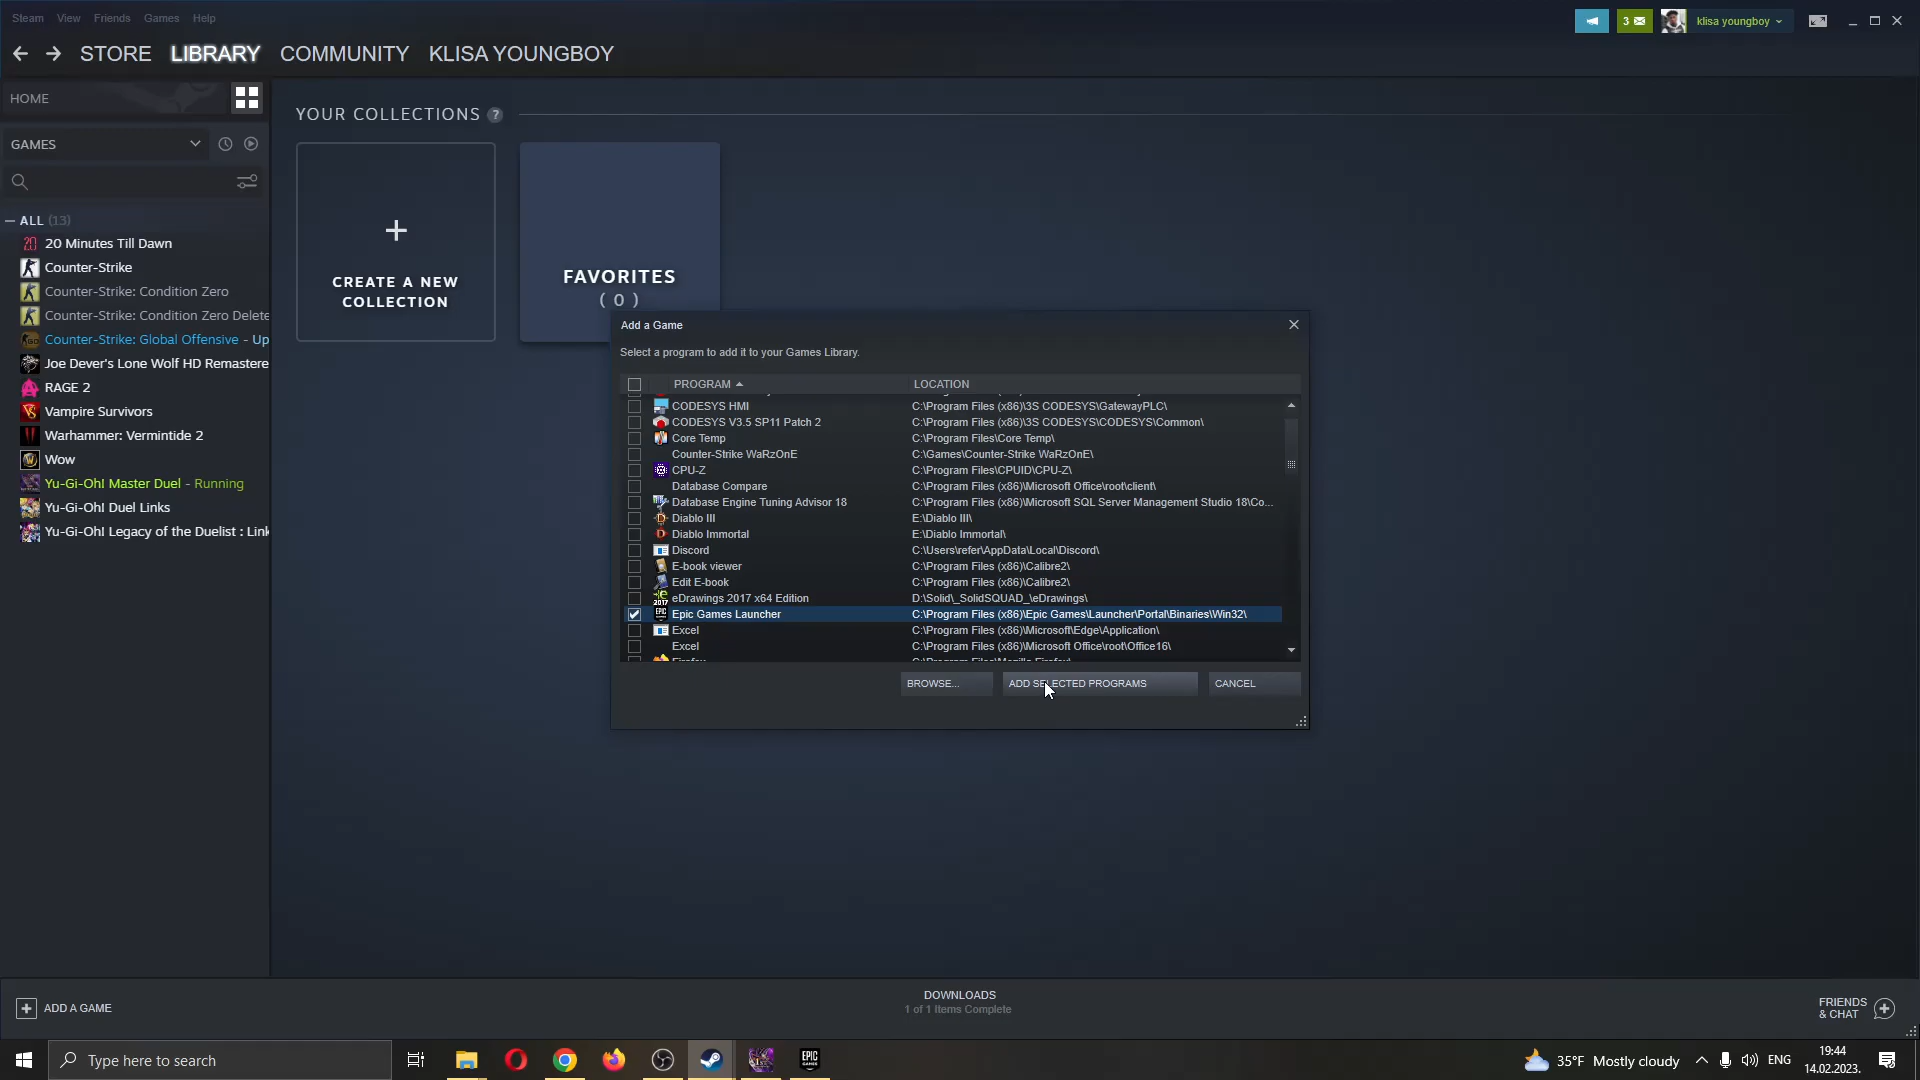 Steam View Friends Games Help
3 klisa youngboy
STORE LIBRARY COMMUNITY KLISA YOUNGBOY
HOME
GAMES
ALL (13)
20 Minutes Till Dawn
Counter-Strike
Counter-Strike: Condition Zero
Counter-Strike: Condition Zero Delete
Counter-Strike: Global Offensive - Up
Joe Dever's Lone Wolf HD Remastere
RAGE 2
Vampire Survivors
Warhammer: Vermintide 2
Wow
Yu-Gi-Oh! Master Duel - Running
Yu-Gi-Oh! Duel Links
Yu-Gi-Oh! Legacy of the Duelist : Link
YOUR COLLECTIONS ?
+
CREATE A NEW
COLLECTION
FAVORITES
( 0 )
Add a Game
Select a program to add it to your Games Library.
PROGRAM LOCATION
CODESYS HMI C:\Program Files (x86)\3S CODESYS\GatewayPLC\
CODESYS V3.5 SP11 Patch 2 C:\Program Files (x86)\3S CODESYS\CODESYS\Common\
Core Temp C:\Program Files\Core Temp\
Counter-Strike WaRzOnE C:\Games\Counter-Strike WaRzOnE\
CPU-Z C:\Program Files\CPUID\CPU-Z\
Database Compare C:\Program Files (x86)\Microsoft Office\root\client\
Database Engine Tuning Advisor 18 C:\Program Files (x86)\Microsoft SQL Server Management Studio 18\Co...
Diablo III E:\Diablo III\
Diablo Immortal E:\Diablo Immortal\
Discord C:\Users\refer\AppData\Local\Discord\
E-book viewer C:\Program Files (x86)\Calibre2\
Edit E-book C:\Program Files (x86)\Calibre2\
eDrawings 2017 x64 Edition D:\Solid\_SolidSQUAD_\eDrawings\
Epic Games Launcher C:\Program Files (x86)\Epic Games\Launcher\Portal\Binaries\Win32\
Excel C:\Program Files (x86)\Microsoft\Edge\Application\
Excel C:\Program Files (x86)\Microsoft Office\root\Office16\
BROWSE... ADD SELECTED PROGRAMS CANCEL
ADD A GAME
DOWNLOADS
1 of 1 Items Complete
FRIENDS
& CHAT
Type here to search
35°F Mostly cloudy
ENG
19:44
14.02.2023.